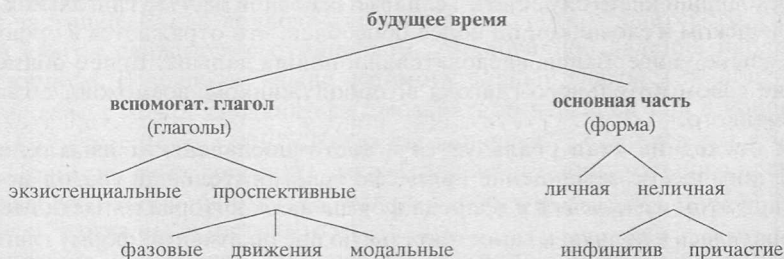 будущее время
вспомогат. глагол основная часть
(глаголы) (форма)
экзистенциальные проспективные личная неличная
фазовые движения модальные инфинитив причастие